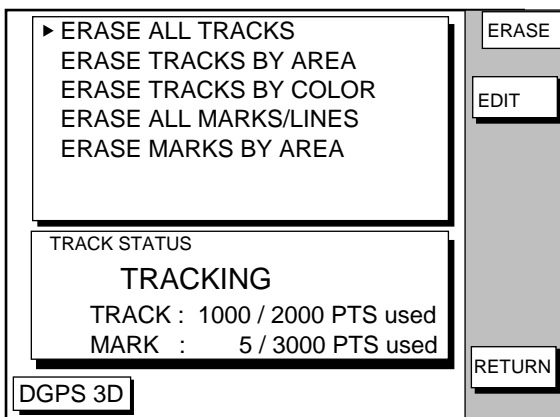 ▶ ERASE ALL TRACKS
ERASE TRACKS BY AREA
ERASE TRACKS BY COLOR
ERASE ALL MARKS/LINES
ERASE MARKS BY AREA
TRACK STATUS
TRACKING
TRACK : 1000 / 2000 PTS used
MARK : 5 / 3000 PTS used
DGPS 3D
ERASE
EDIT
RETURN